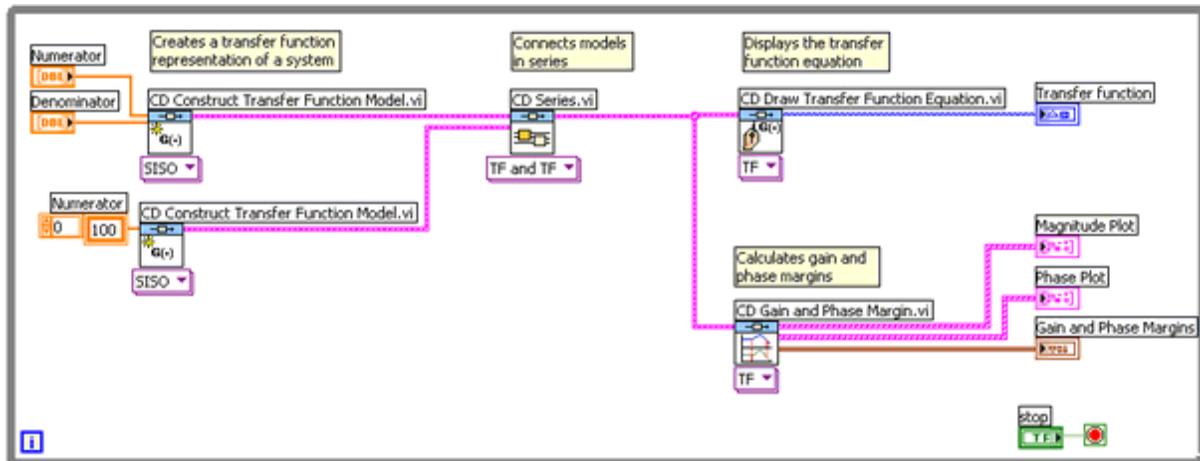 Numerator
[DBL]
Denominator
[DBL]
Creates a transfer function
representation of a system
CD Construct Transfer Function Model.vi
G(-)
SISO
Numerator
0
100
CD Construct Transfer Function Model.vi
G(-)
SISO
Connects models
in series
CD Series.vi
TF and TF
Displays the transfer
function equation
CD Draw Transfer Function Equation.vi
G(-)
TF
Transfer function
Calculates gain and
phase margins
CD Gain and Phase Margin.vi
TF
Magnitude Plot
Phase Plot
Gain and Phase Margins
stop
TF
i